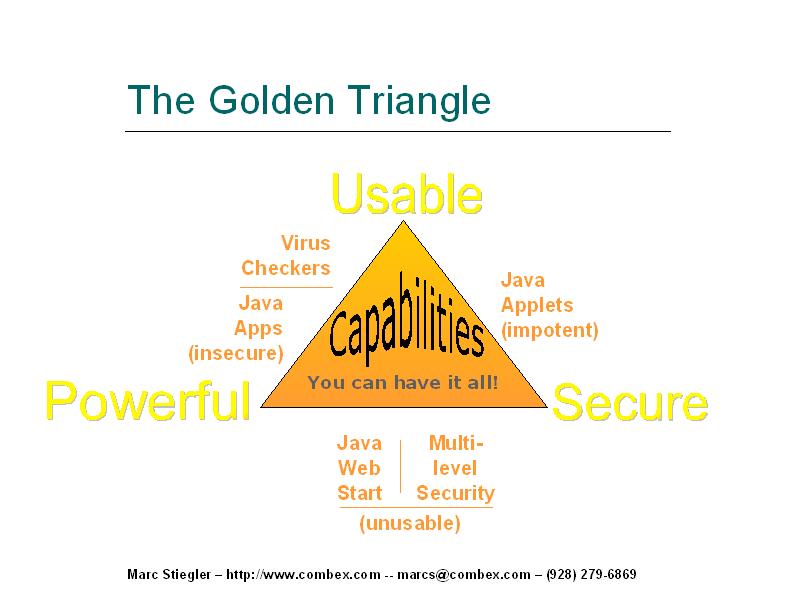 The Golden Triangle
Usable
Virus
Checkers
Java
Apps
(insecure)
Java
Applets
(impotent)
Capabilities
You can have it all!
Powerful
Secure
Java
Web
Start
Multi-
level
Security
(unusable)
Marc Stiegler – http://www.combex.com -- marcs@combex.com – (928) 279-6869